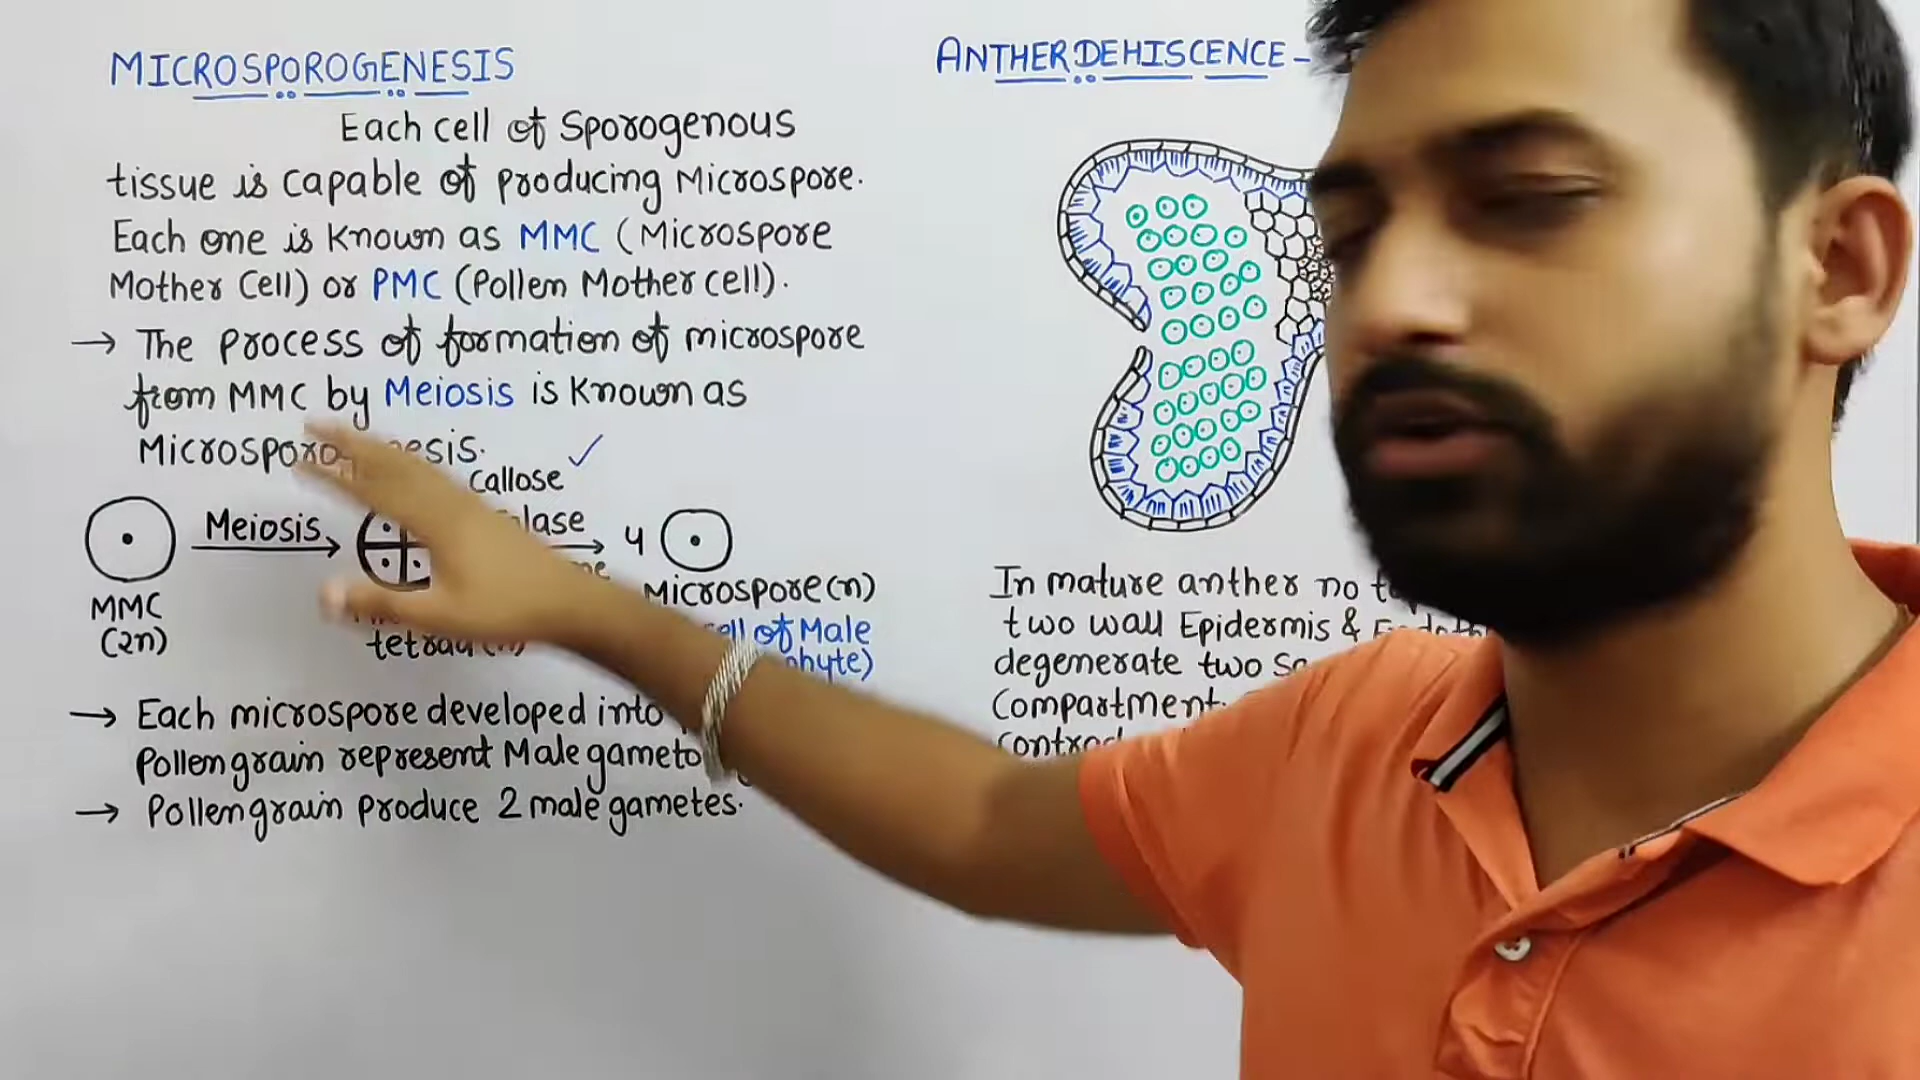 MICROSPOROGENESIS
Each cell of Sporogenous
tissue is capable of producing Microspore.
Each one is known as MMC (Microspore
Mother Cell) or PMC (Pollen Mother cell).
→ The process of formation of microspore
from MMC by Meiosis is known as
callose ✓
Meiosis
4
MMC
(2n)
Microspore (n)
of Male
→ Each microspore developed into
Pollengrain represent Male
→ Pollengrain produce 2 male gametes.
ANTHER DEHISCENCE -
In mature anther no
two wall Epidermis &
degenerate two
Compartment.